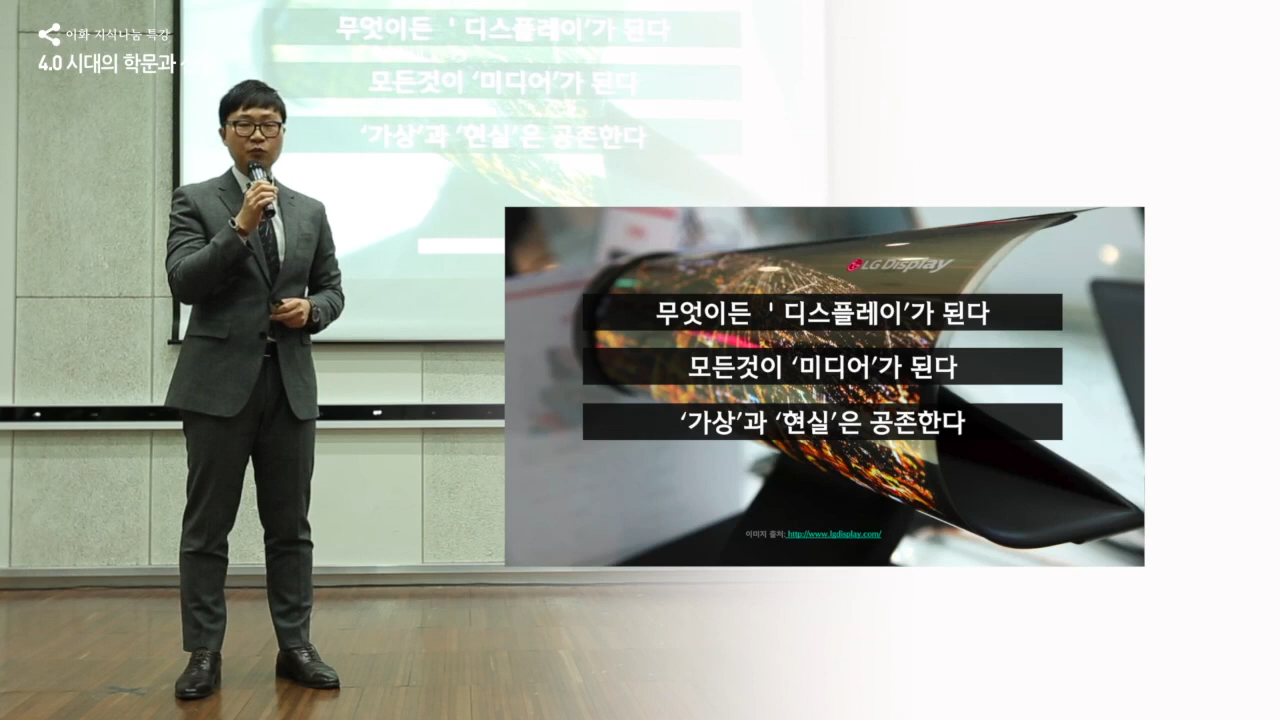 이화 지식나눔 특강
4.0 시대의 학문과
무엇이든 ' 디스플레이'가 된다
모든것이 '미디어'가 된다
'가상'과 '현실'은 공존한다
LG Display
무엇이든 ' 디스플레이'가 된다
모든것이 '미디어'가 된다
'가상'과 '현실'은 공존한다
이미지 출처: http://www.lgdisplay.com/